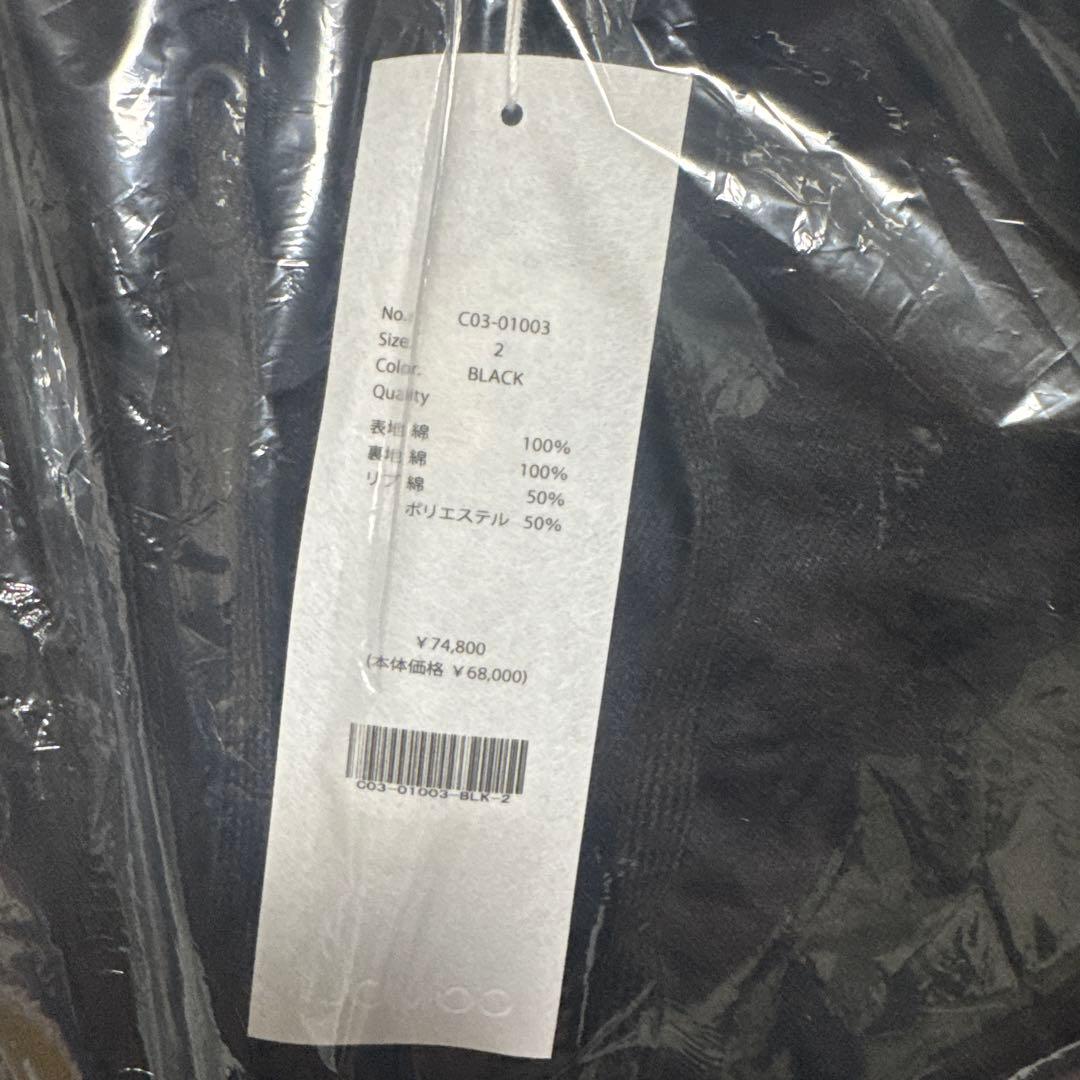 No. C03-01003
Size. 2
Color. BLACK
Quality
表地 綿 100%
裏地 綿 100%
リブ 綿 50%
ポリエステル 50%
¥74,800
(本体価格 ¥68,000)
C03-01003-BLK-2